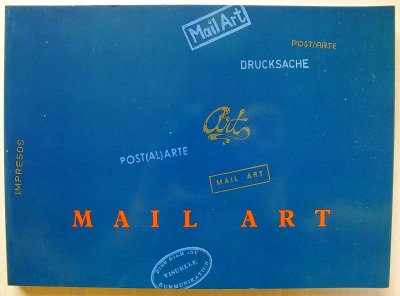 Mail Art
POST/ARTE
DRUCKSACHE
Art
IMPRESOS
POST(AL)ARTE
MAIL ART
MAIL ART
VISUELLE
KOMMUNIKATION